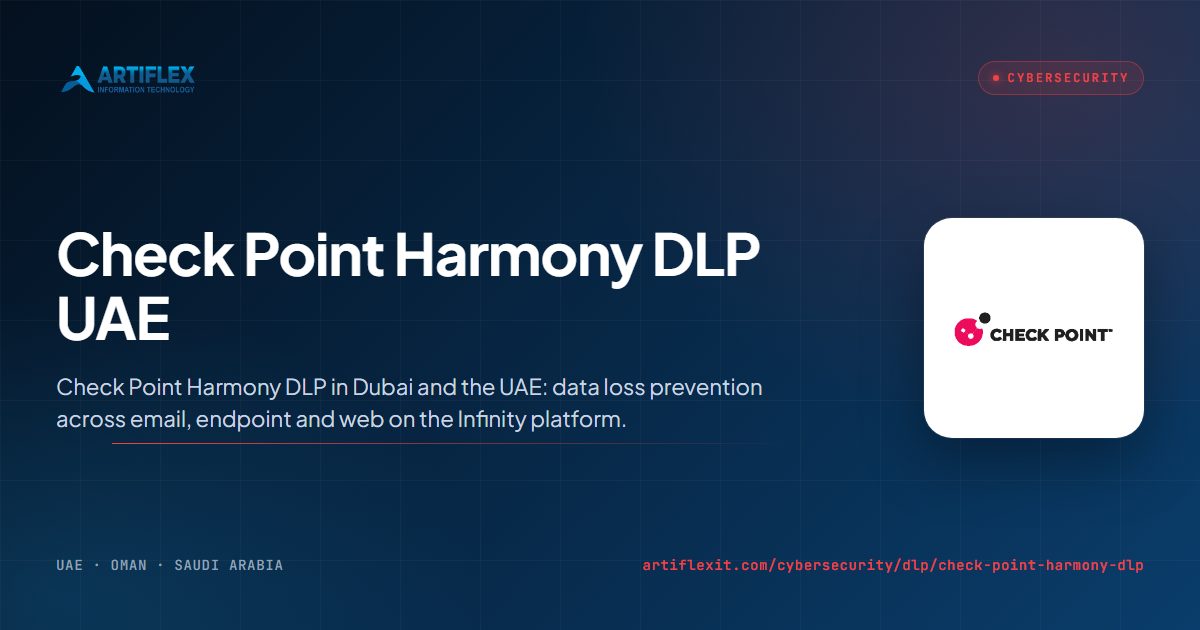 ARTIFLEX
INFORMATION TECHNOLOGY
CYBERSECURITY
Check Point Harmony DLP
UAE
Check Point Harmony DLP in Dubai and the UAE: data loss prevention
across email, endpoint and web on the Infinity platform.
CHECK POINT™
UAE · OMAN · SAUDI ARABIA
artiflexit.com/cybersecurity/dlp/check-point-harmony-dlp